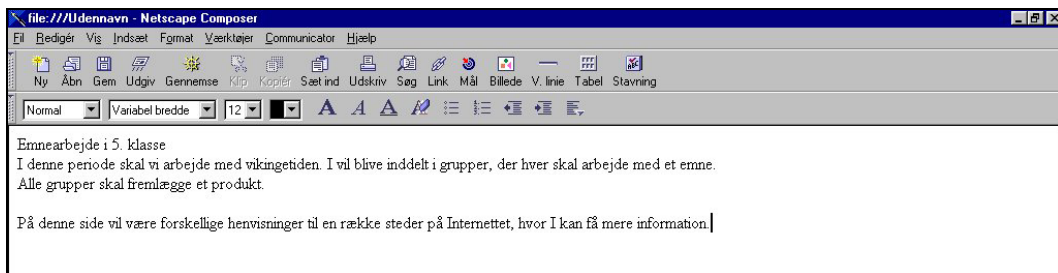 file:///Udennavn - Netscape Composer
Fil Redigér Vis Indsæt Format Værktøjer Communicator Hjælp
Ny Åbn Gem Udgiv Gennemse Klip Kopiér Sæt ind Udskriv Søg Link Mål Billede V. linie Tabel Stavning
Normal Variabel bredde 12 A A A
Emnearbejde i 5. klasse
I denne periode skal vi arbejde med vikingetiden. I vil blive inddelt i grupper, der hver skal arbejde med et emne.
Alle grupper skal fremlægge et produkt.
På denne side vil være forskellige henvisninger til en række steder på Internettet, hvor I kan få mere information.